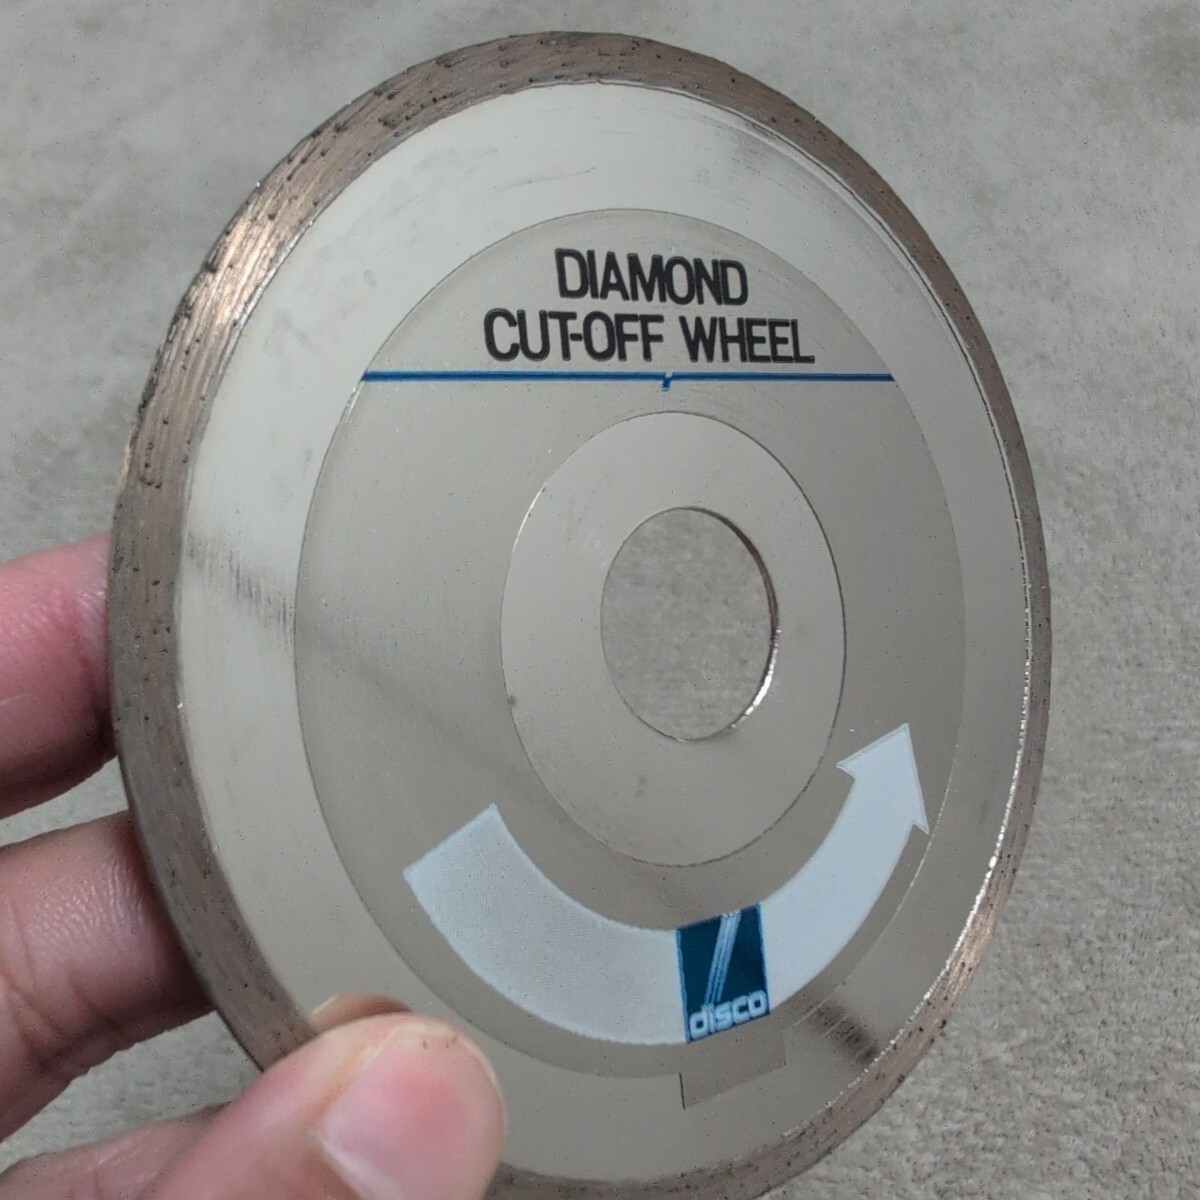 DIAMOND
CUT-OFF WHEEL
disco